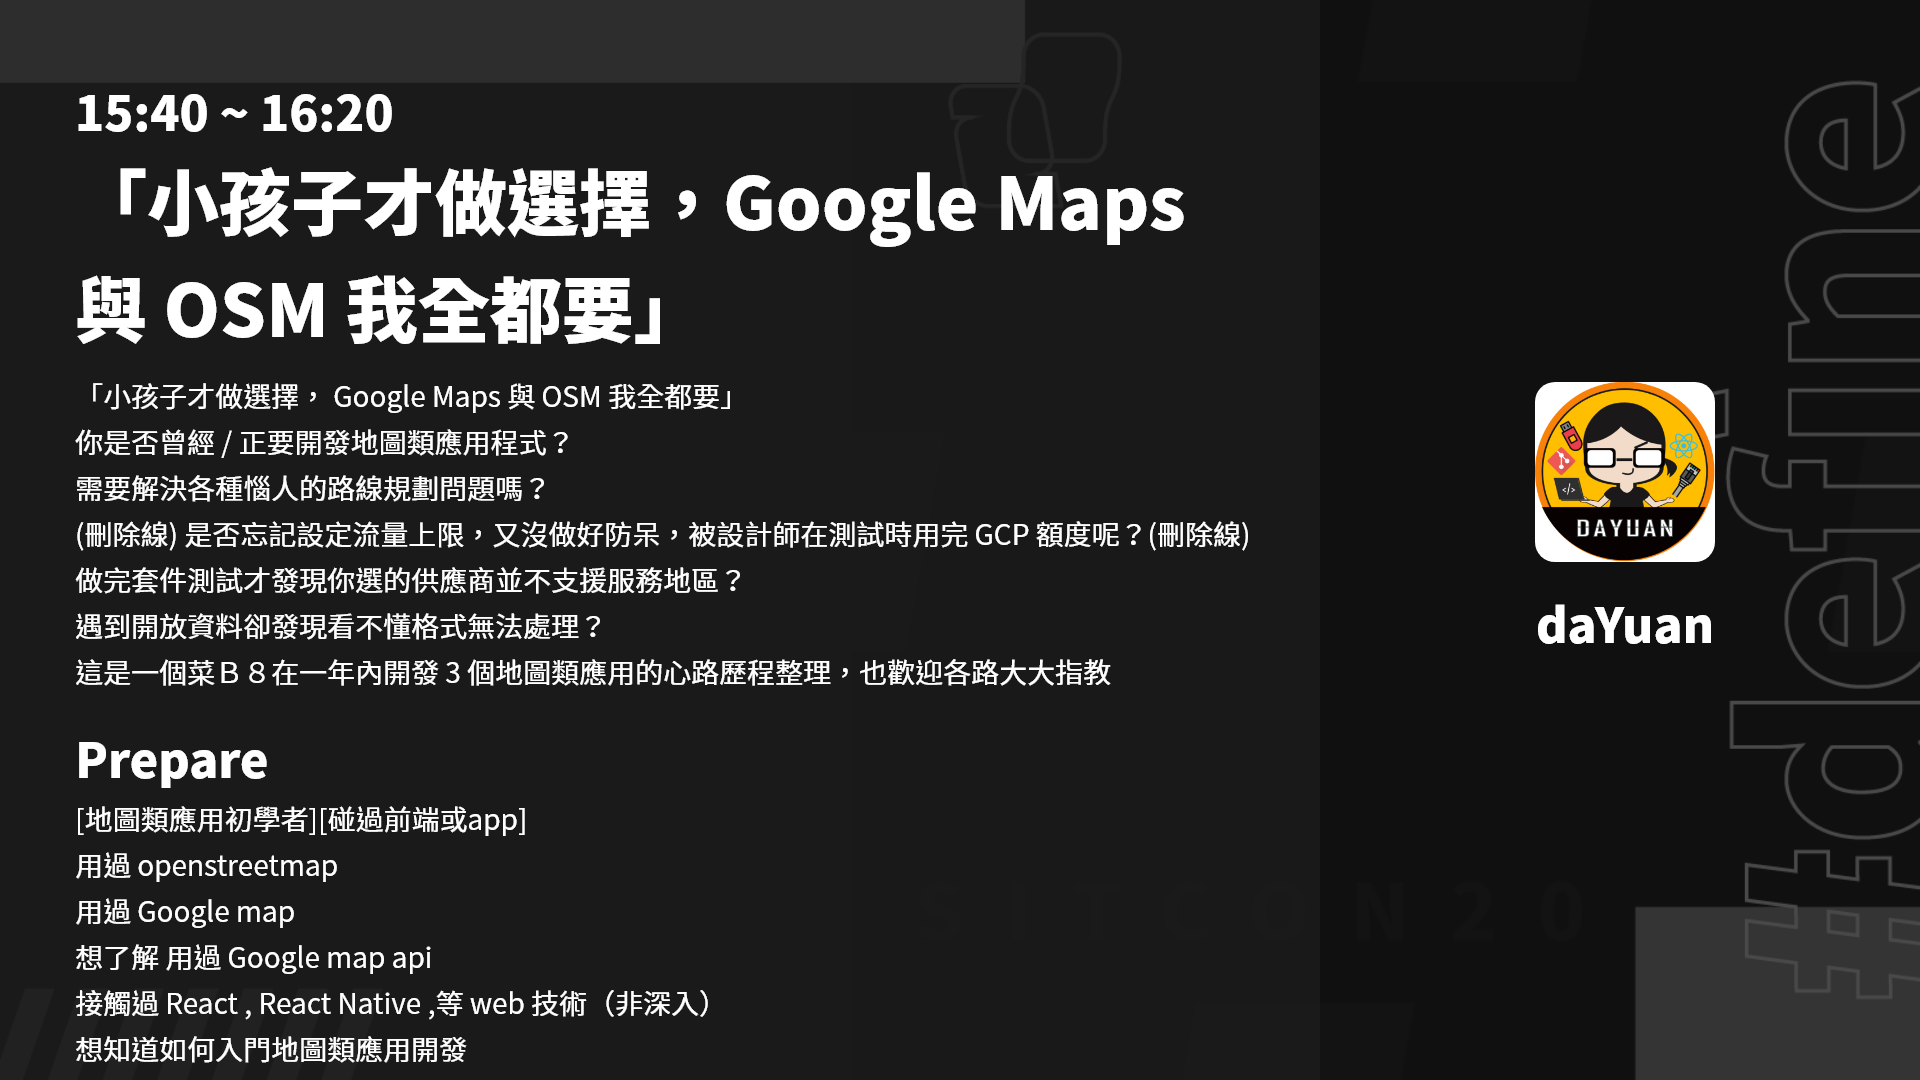 15:40 ~ 16:20
「小孩子才做選擇，Google Maps
與 OSM 我全都要」
「小孩子才做選擇， Google Maps 與 OSM 我全都要」
你是否曾經 / 正要開發地圖類應用程式？
需要解決各種惱人的路線規劃問題嗎？
(刪除線) 是否忘記設定流量上限，又沒做好防呆，被設計師在測試時用完 GCP 額度呢？(刪除線)
做完套件測試才發現你選的供應商並不支援服務地區？
遇到開放資料卻發現看不懂格式無法處理？
這是一個菜Ｂ８在一年內開發 3 個地圖類應用的心路歷程整理，也歡迎各路大大指教
Prepare
[地圖類應用初學者][碰過前端或app]
用過 openstreetmap
用過 Google map
想了解 用過 Google map api
接觸過 React , React Native ,等 web 技術（非深入）
想知道如何入門地圖類應用開發
</>
DAYUAN
daYuan
#define
SITCON20